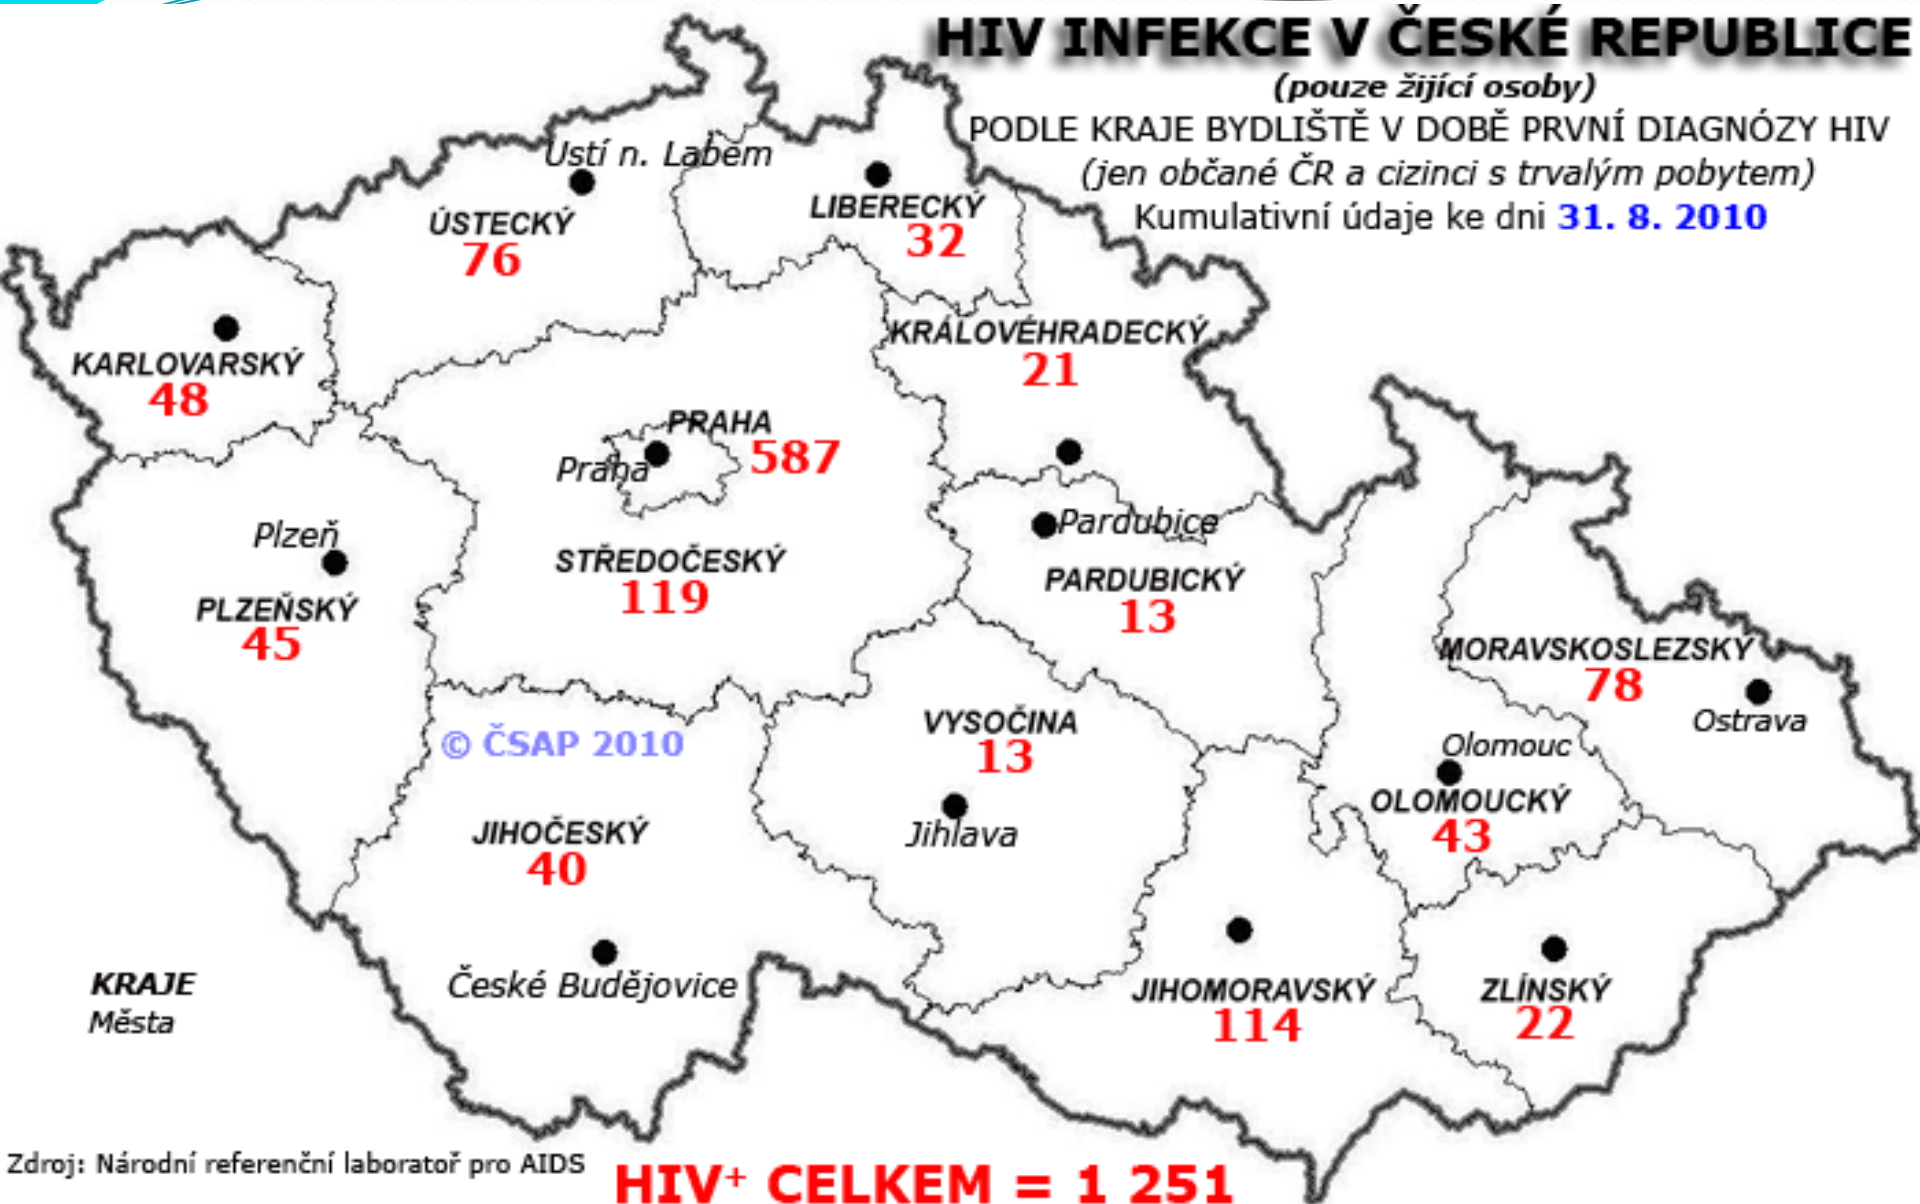 HIV INFEKCE V ČESKÉ REPUBLICE
(pouze žijící osoby)
PODLE KRAJE BYDLIŠTĚ V DOBĚ PRVNÍ DIAGNÓZY HIV
(jen občané ČR a cizinci s trvalým pobytem)
Kumulativní údaje ke dni 31. 8. 2010
Ústí n. Labem
ÚSTECKÝ
76
LIBERECKÝ
32
KARLOVARSKÝ
48
KRÁLOVÉHRADECKÝ
21
PRAHA
Praha
587
Plzeň
PLZEŇSKÝ
45
STŘEDOČESKÝ
119
Pardubice
PARDUBICKÝ
13
MORAVSKOSLEZSKÝ
78
Ostrava
© ČSAP 2010
VYSOČINA
13
Jihlava
Olomouc
OLOMOUCKÝ
43
JIHOČESKÝ
40
České Budějovice
JIHOMORAVSKÝ
114
ZLÍNSKÝ
22
KRAJE
Města
Zdroj: Národní referenční laboratoř pro AIDS
HIV+ CELKEM = 1 251